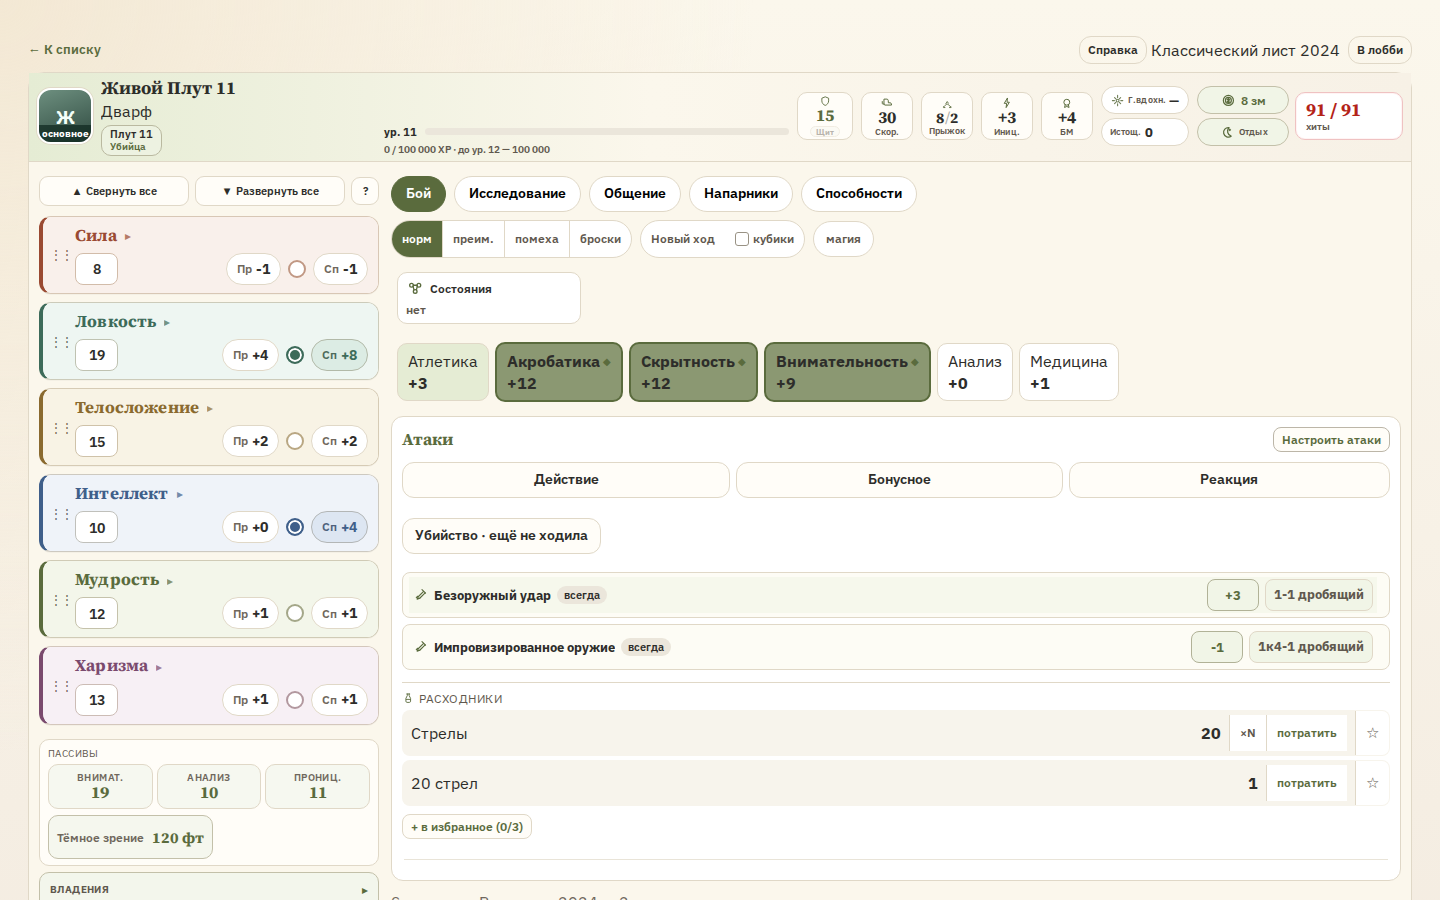 ← К списку
Справка Классический лист 2024 В лобби
Ж
основное
Живой Плут 11
Дварф
Плут 11
Убийца
ур. 11
0 / 100 000 XP · до ур. 12 — 100 000
15
Щит
30
Скор.
8/2
Прыжок
+3
Иниц.
+4
БМ
Г.вдохн. —
Истощ. 0
8 зм
Отдых
91 / 91
хиты
▲ Свернуть все
▼ Развернуть все
?
Сила ▸
8
Пр -1
Сп -1
Ловкость ▸
19
Пр +4
Сп +8
Телосложение ▸
15
Пр +2
Сп +2
Интеллект ▸
10
Пр +0
Сп +4
Мудрость ▸
12
Пр +1
Сп +1
Харизма ▸
13
Пр +1
Сп +1
ПАССИВЫ
ВНИМАТ.
19
АНАЛИЗ
10
ПРОНИЦ.
11
Тёмное зрение 120 фт
ВЛАДЕНИЯ ▸
Бой
Исследование
Общение
Напарники
Способности
норм
преим.
помеха
броски
Новый ход
кубики
магия
Состояния
нет
Атлетика
+3
Акробатика ◆
+12
Скрытность ◆
+12
Внимательность ◆
+9
Анализ
+0
Медицина
+1
Атаки
Настроить атаки
Действие
Бонусное
Реакция
Убийство · ещё не ходила
Безоружный удар всегда
+3
1-1 дробящий
Импровизированное оружие всегда
-1
1к4-1 дробящий
РАСХОДНИКИ
Стрелы
20
×N
потратить
☆
20 стрел
1
потратить
☆
+ в избранное (0/3)